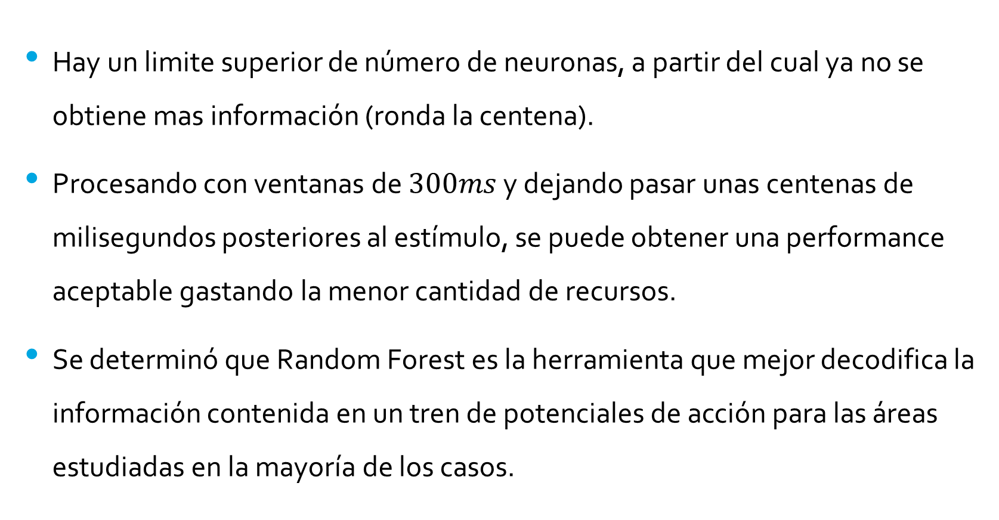 • Hay un limite superior de número de neuronas, a partir del cual ya no se
obtiene mas información (ronda la centena).
• Procesando con ventanas de 300ms y dejando pasar unas centenas de
milisegundos posteriores al estímulo, se puede obtener una performance
aceptable gastando la menor cantidad de recursos.
• Se determinó que Random Forest es la herramienta que mejor decodifica la
información contenida en un tren de potenciales de acción para las áreas
estudiadas en la mayoría de los casos.